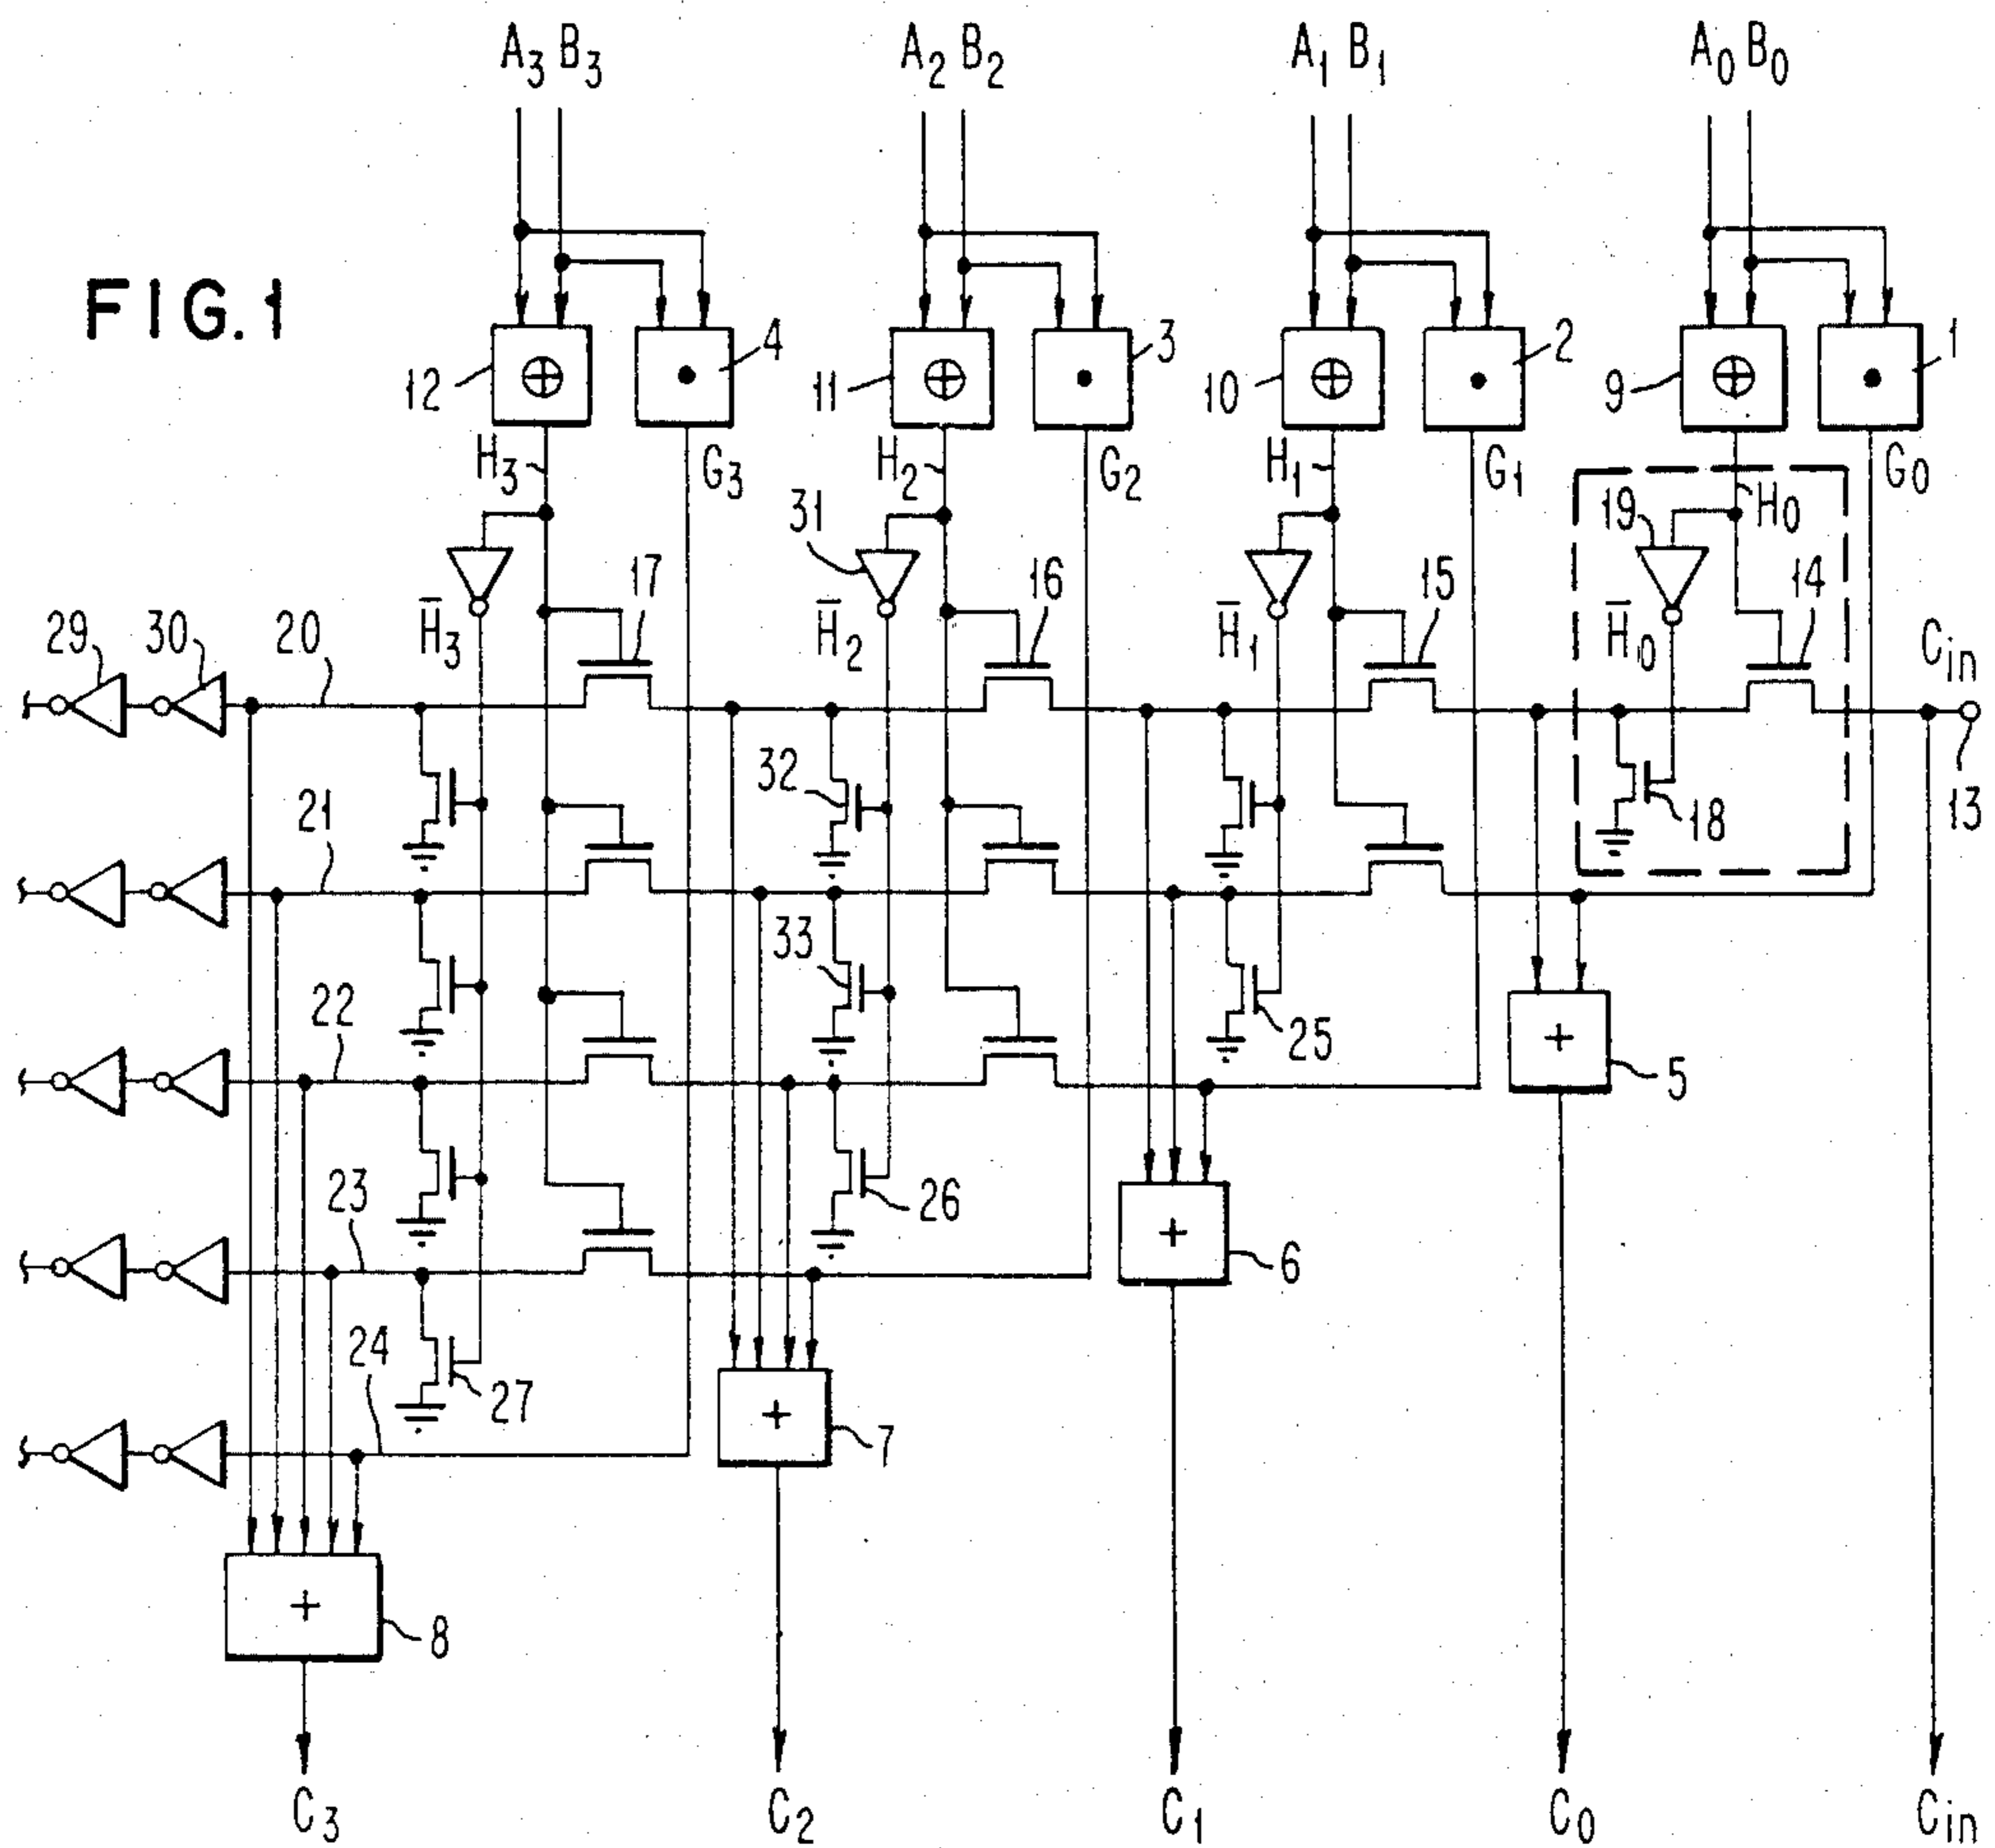 A3 B3 A2 B2 A1 B1 A0 B0
FIG.1
12 ⊕ • 4 11 ⊕ • 3 10 ⊕ • 2 9 ⊕ • 1
H3 G3 H2 G2 H1 G1 H0 G0
31 19
17 16 15 14
H̅3 H̅2 H̅1 H̅0
29 30 20 Cin
32 18 13
21
33
22 25 + 5
23 26 + 6
24 27 + 7
+ 8
C3 C2 C1 C0 Cin